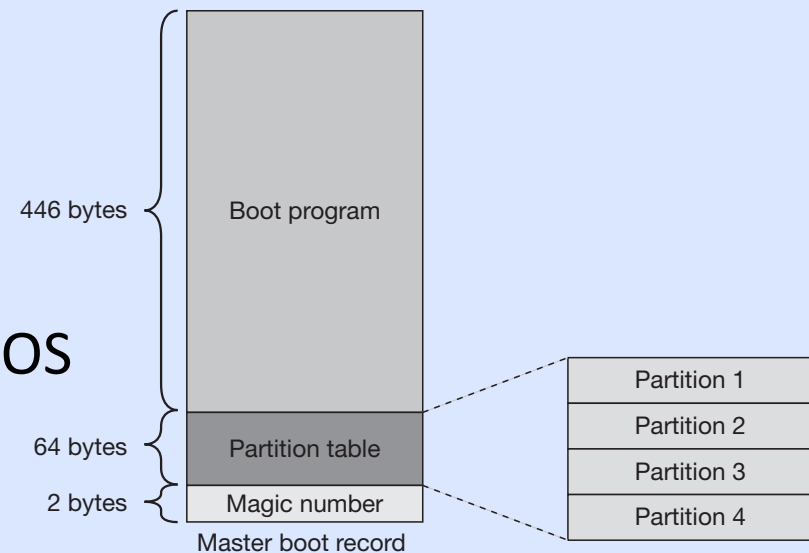 446 bytes
Boot program
OS
64 bytes
Partition table
2 bytes
Magic number
Master boot record
Partition 1
Partition 2
Partition 3
Partition 4